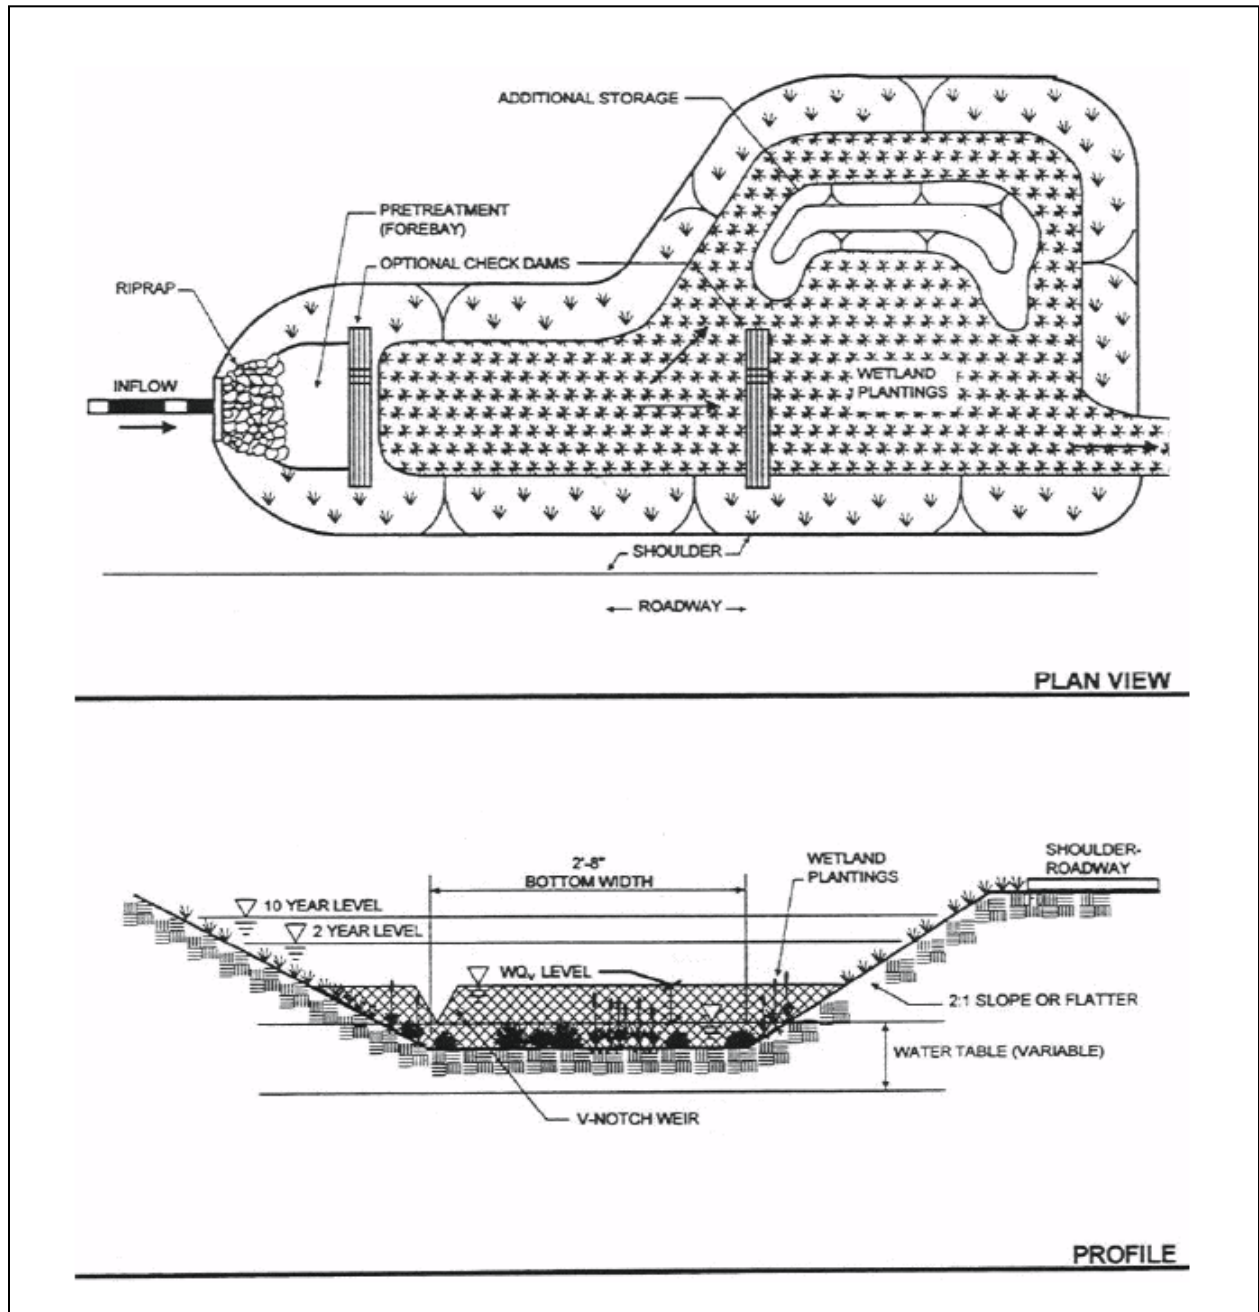 ADDITIONAL STORAGE
PRETREATMENT
(FOREBAY)
OPTIONAL CHECK DAMS
RIPRAP
INFLOW
WETLAND
PLANTINGS
SHOULDER
ROADWAY
PLAN VIEW
2'-8"
BOTTOM WIDTH
WETLAND
PLANTINGS
SHOULDER-
ROADWAY
10 YEAR LEVEL
2 YEAR LEVEL
WQv LEVEL
2:1 SLOPE OR FLATTER
WATER TABLE (VARIABLE)
V-NOTCH WEIR
PROFILE